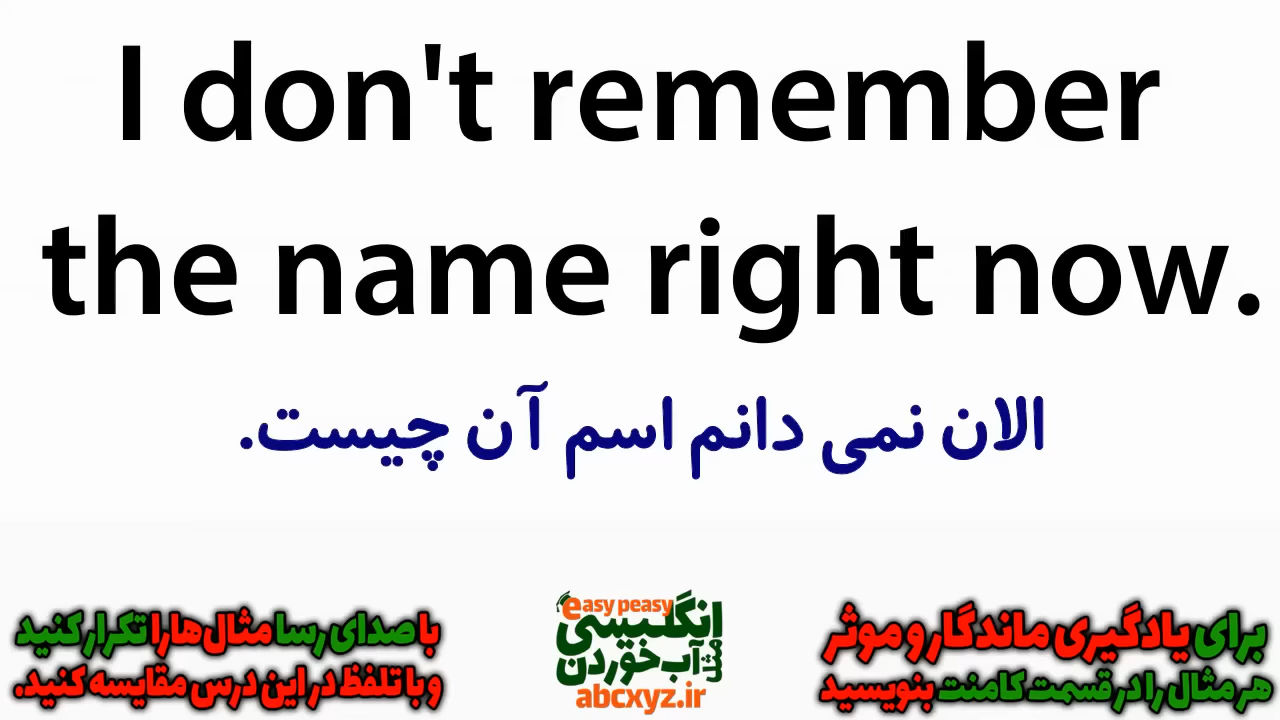 I don't remember
the name right now.
الان نمی دانم اسم آن چیست.
برای یادگیری ماندگار و موثر
هر مثال را در قسمت کامنت بنویسید
easy peasy
انگلیسی
مثل آب خوردن
abcxyz.ir
با صدای رسا مثال‌ها را تکرار کنید
و با تلفظ در این درس مقایسه کنید.